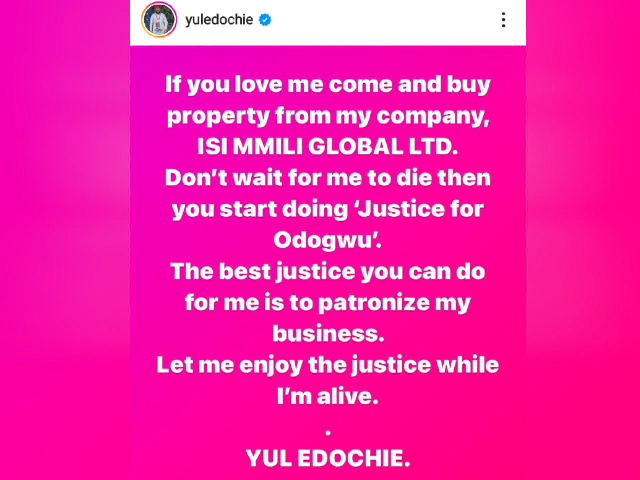 yuledochie
If you love me come and buy
property from my company,
ISI MMILI GLOBAL LTD.
Don’t wait for me to die then
you start doing ‘Justice for
Odogwu’.
The best justice you can do
for me is to patronize my
business.
Let me enjoy the justice while
I’m alive.
.
YUL EDOCHIE.